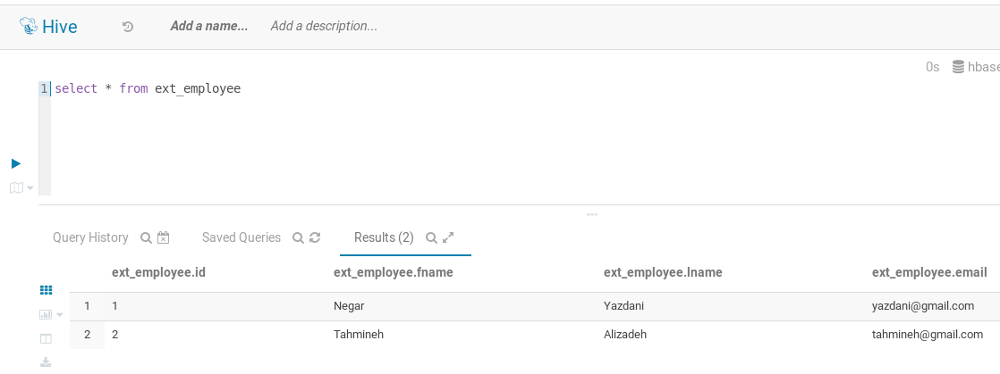 Hive Add a name... Add a description...
0s hbase
1 select * from ext_employee
Query History Saved Queries Results (2)
ext_employee.id ext_employee.fname ext_employee.lname ext_employee.email
1 1 Negar Yazdani yazdani@gmail.com
2 2 Tahmineh Alizadeh tahmineh@gmail.com